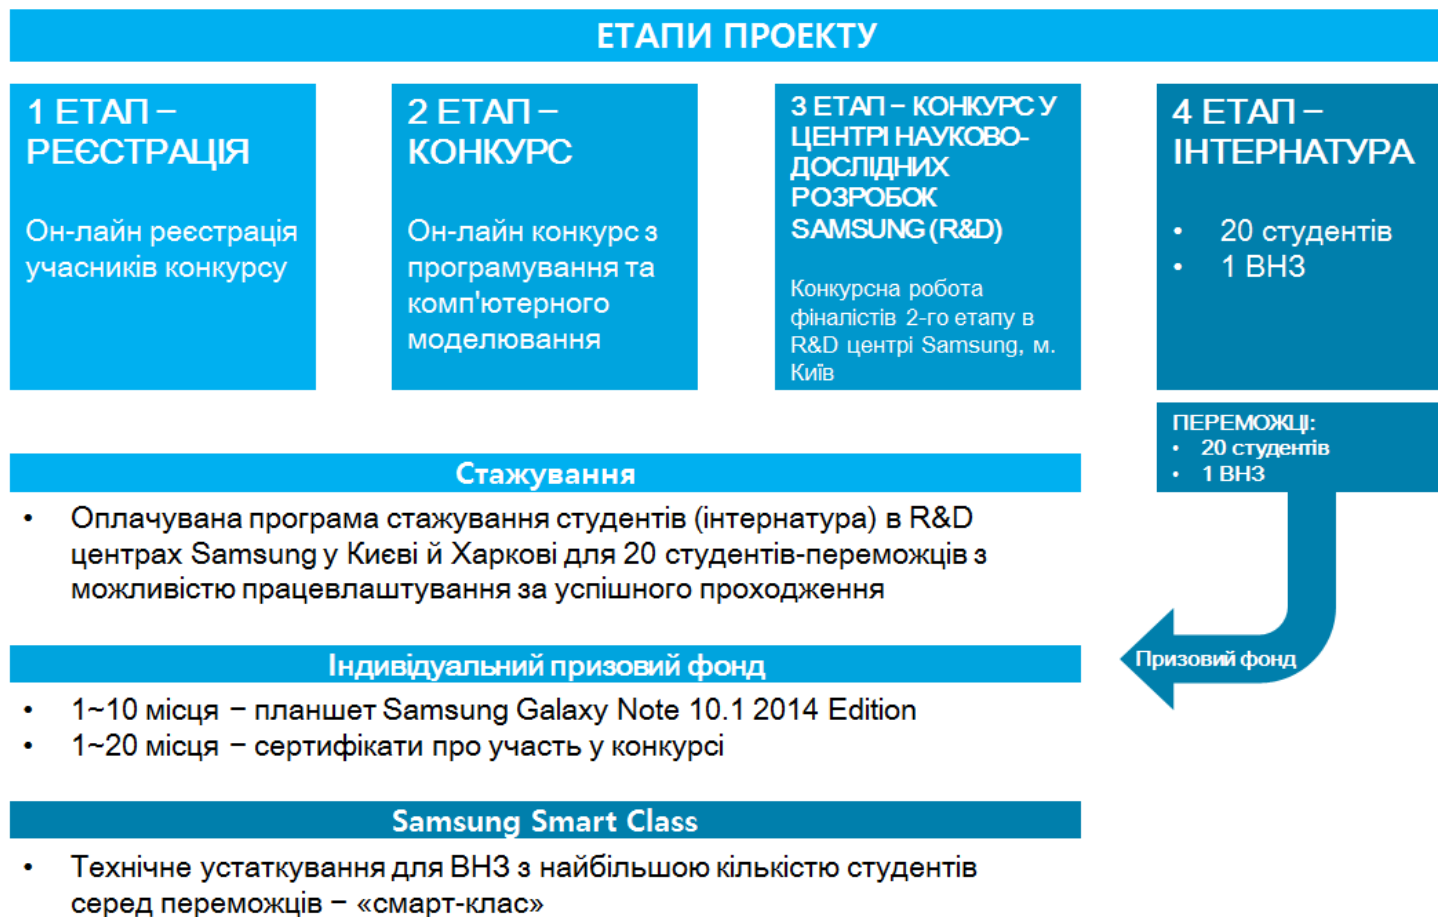 ЕТАПИ ПРОЕКТУ
1 ЕТАП –
РЕЄСТРАЦІЯ
Он-лайн реєстрація
учасників конкурсу
2 ЕТАП –
КОНКУРС
Он-лайн конкурс з
програмування та
комп'ютерного
моделювання
3 ЕТАП – КОНКУРС У
ЦЕНТРІ НАУКОВО-
ДОСЛІДНИХ
РОЗРОБОК
SAMSUNG (R&D)
Конкурсна робота
фіналістів 2-го етапу в
R&D центрі Samsung, м.
Київ
4 ЕТАП –
ІНТЕРНАТУРА
• 20 студентів
• 1 ВНЗ
ПЕРЕМОЖЦІ:
• 20 студентів
• 1 ВНЗ
Призовий фонд
Стажування
• Оплачувана програма стажування студентів (інтернатура) в R&D
центрах Samsung у Києві й Харкові для 20 студентів-переможців з
можливістю працевлаштування за успішного проходження
Індивідуальний призовий фонд
• 1~10 місця – планшет Samsung Galaxy Note 10.1 2014 Edition
• 1~20 місця – сертифікати про участь у конкурсі
Samsung Smart Class
• Технічне устаткування для ВНЗ з найбільшою кількістю студентів
серед переможців – «смарт-клас»